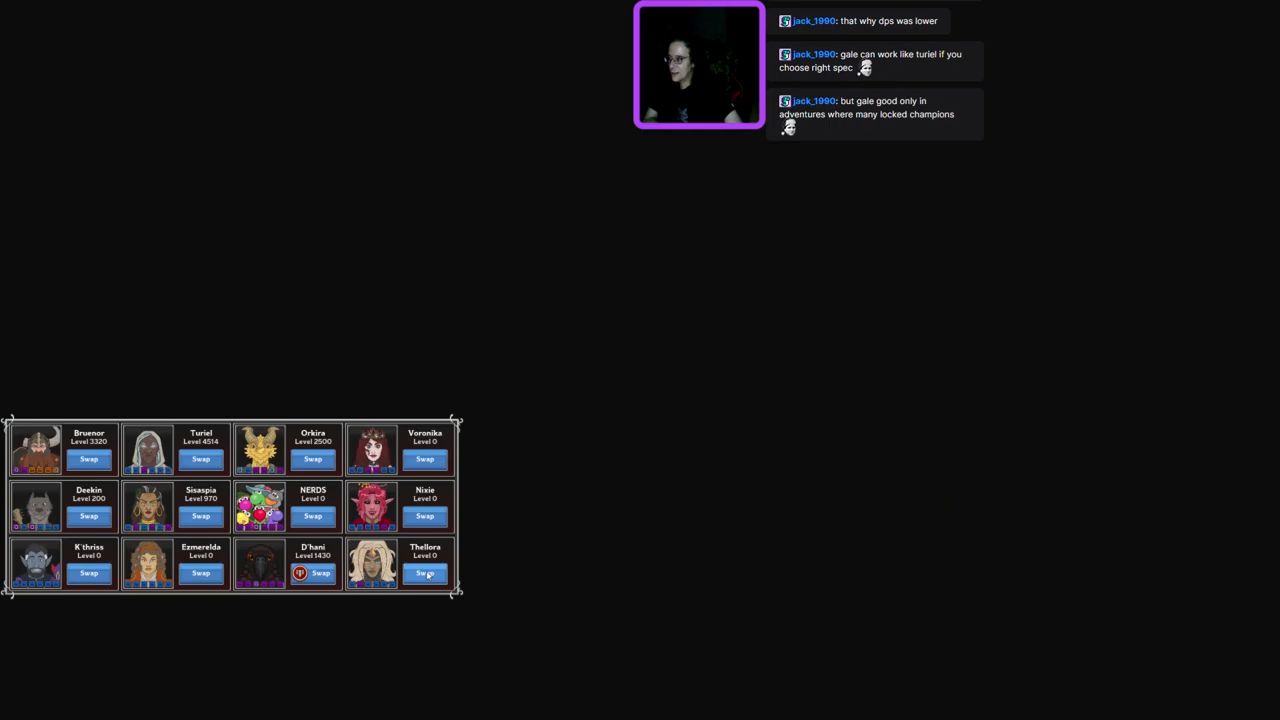 jack_1990: that why dps was lower
jack_1990: gale can work like turiel if you
choose right spec
jack_1990: but gale good only in
adventures where many locked champions
Bruenor
Level 3320
Swap
Turiel
Level 4514
Swap
Orkira
Level 2500
Swap
Voronika
Level 0
Swap
Deekin
Level 200
Swap
Sisaspia
Level 970
Swap
NERDS
Level 0
Swap
Nixie
Level 0
Swap
K'thriss
Level 0
Swap
Ezmerelda
Level 0
Swap
D'hani
Level 1430
Swap
Thellora
Level 0
Swap